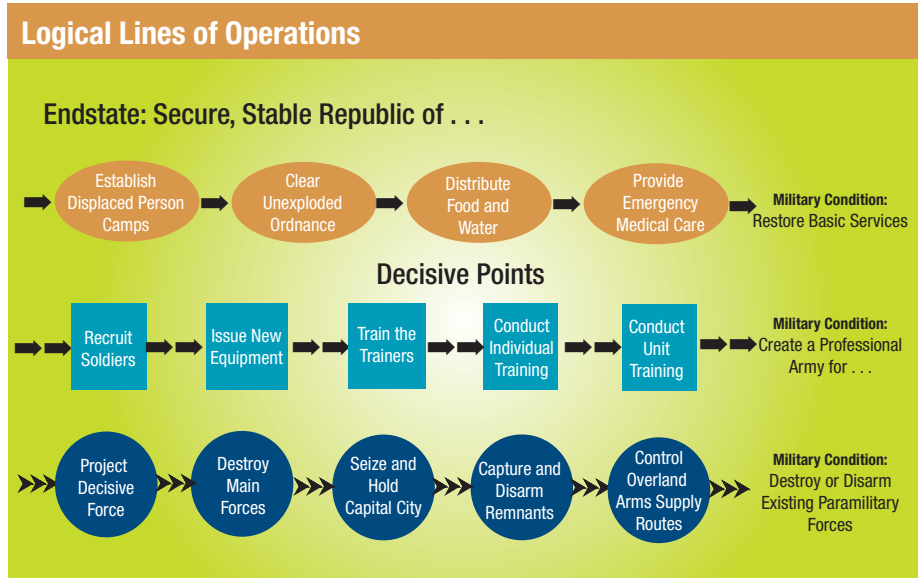 Logical Lines of Operations
Endstate: Secure, Stable Republic of . . .
Establish
Displaced Person
Camps
Clear
Unexploded
Ordnance
Distribute
Food and
Water
Provide
Emergency
Medical Care
Military Condition:
Restore Basic Services
Decisive Points
Recruit
Soldiers
Issue New
Equipment
Train the
Trainers
Conduct
Individual
Training
Conduct
Unit
Training
Military Condition:
Create a Professional
Army for . . .
Project
Decisive
Force
Destroy
Main
Forces
Seize and
Hold
Capital City
Capture and
Disarm
Remnants
Control
Overland
Arms Supply
Routes
Military Condition:
Destroy or Disarm
Existing Paramilitary
Forces